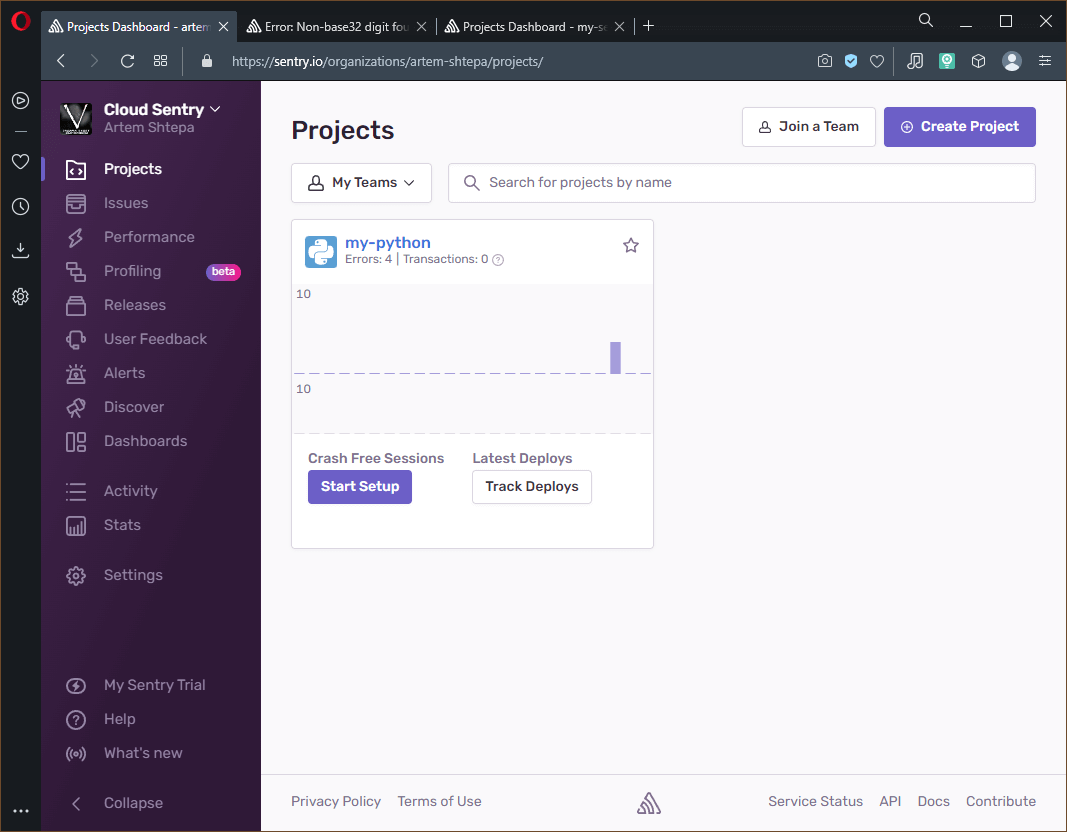 Projects Dashboard - artem
Error: Non-base32 digit fou
Projects Dashboard - my-se
https://sentry.io/organizations/artem-shtepa/projects/
Cloud Sentry
Artem Shtepa
Projects
Issues
Performance
Profiling beta
Releases
User Feedback
Alerts
Discover
Dashboards
Activity
Stats
Settings
My Sentry Trial
Help
What's new
Collapse
Projects
Join a Team
Create Project
My Teams
Search for projects by name
my-python
Errors: 4 | Transactions: 0 ?
10
10
Crash Free Sessions
Start Setup
Latest Deploys
Track Deploys
Privacy Policy
Terms of Use
Service Status
API
Docs
Contribute